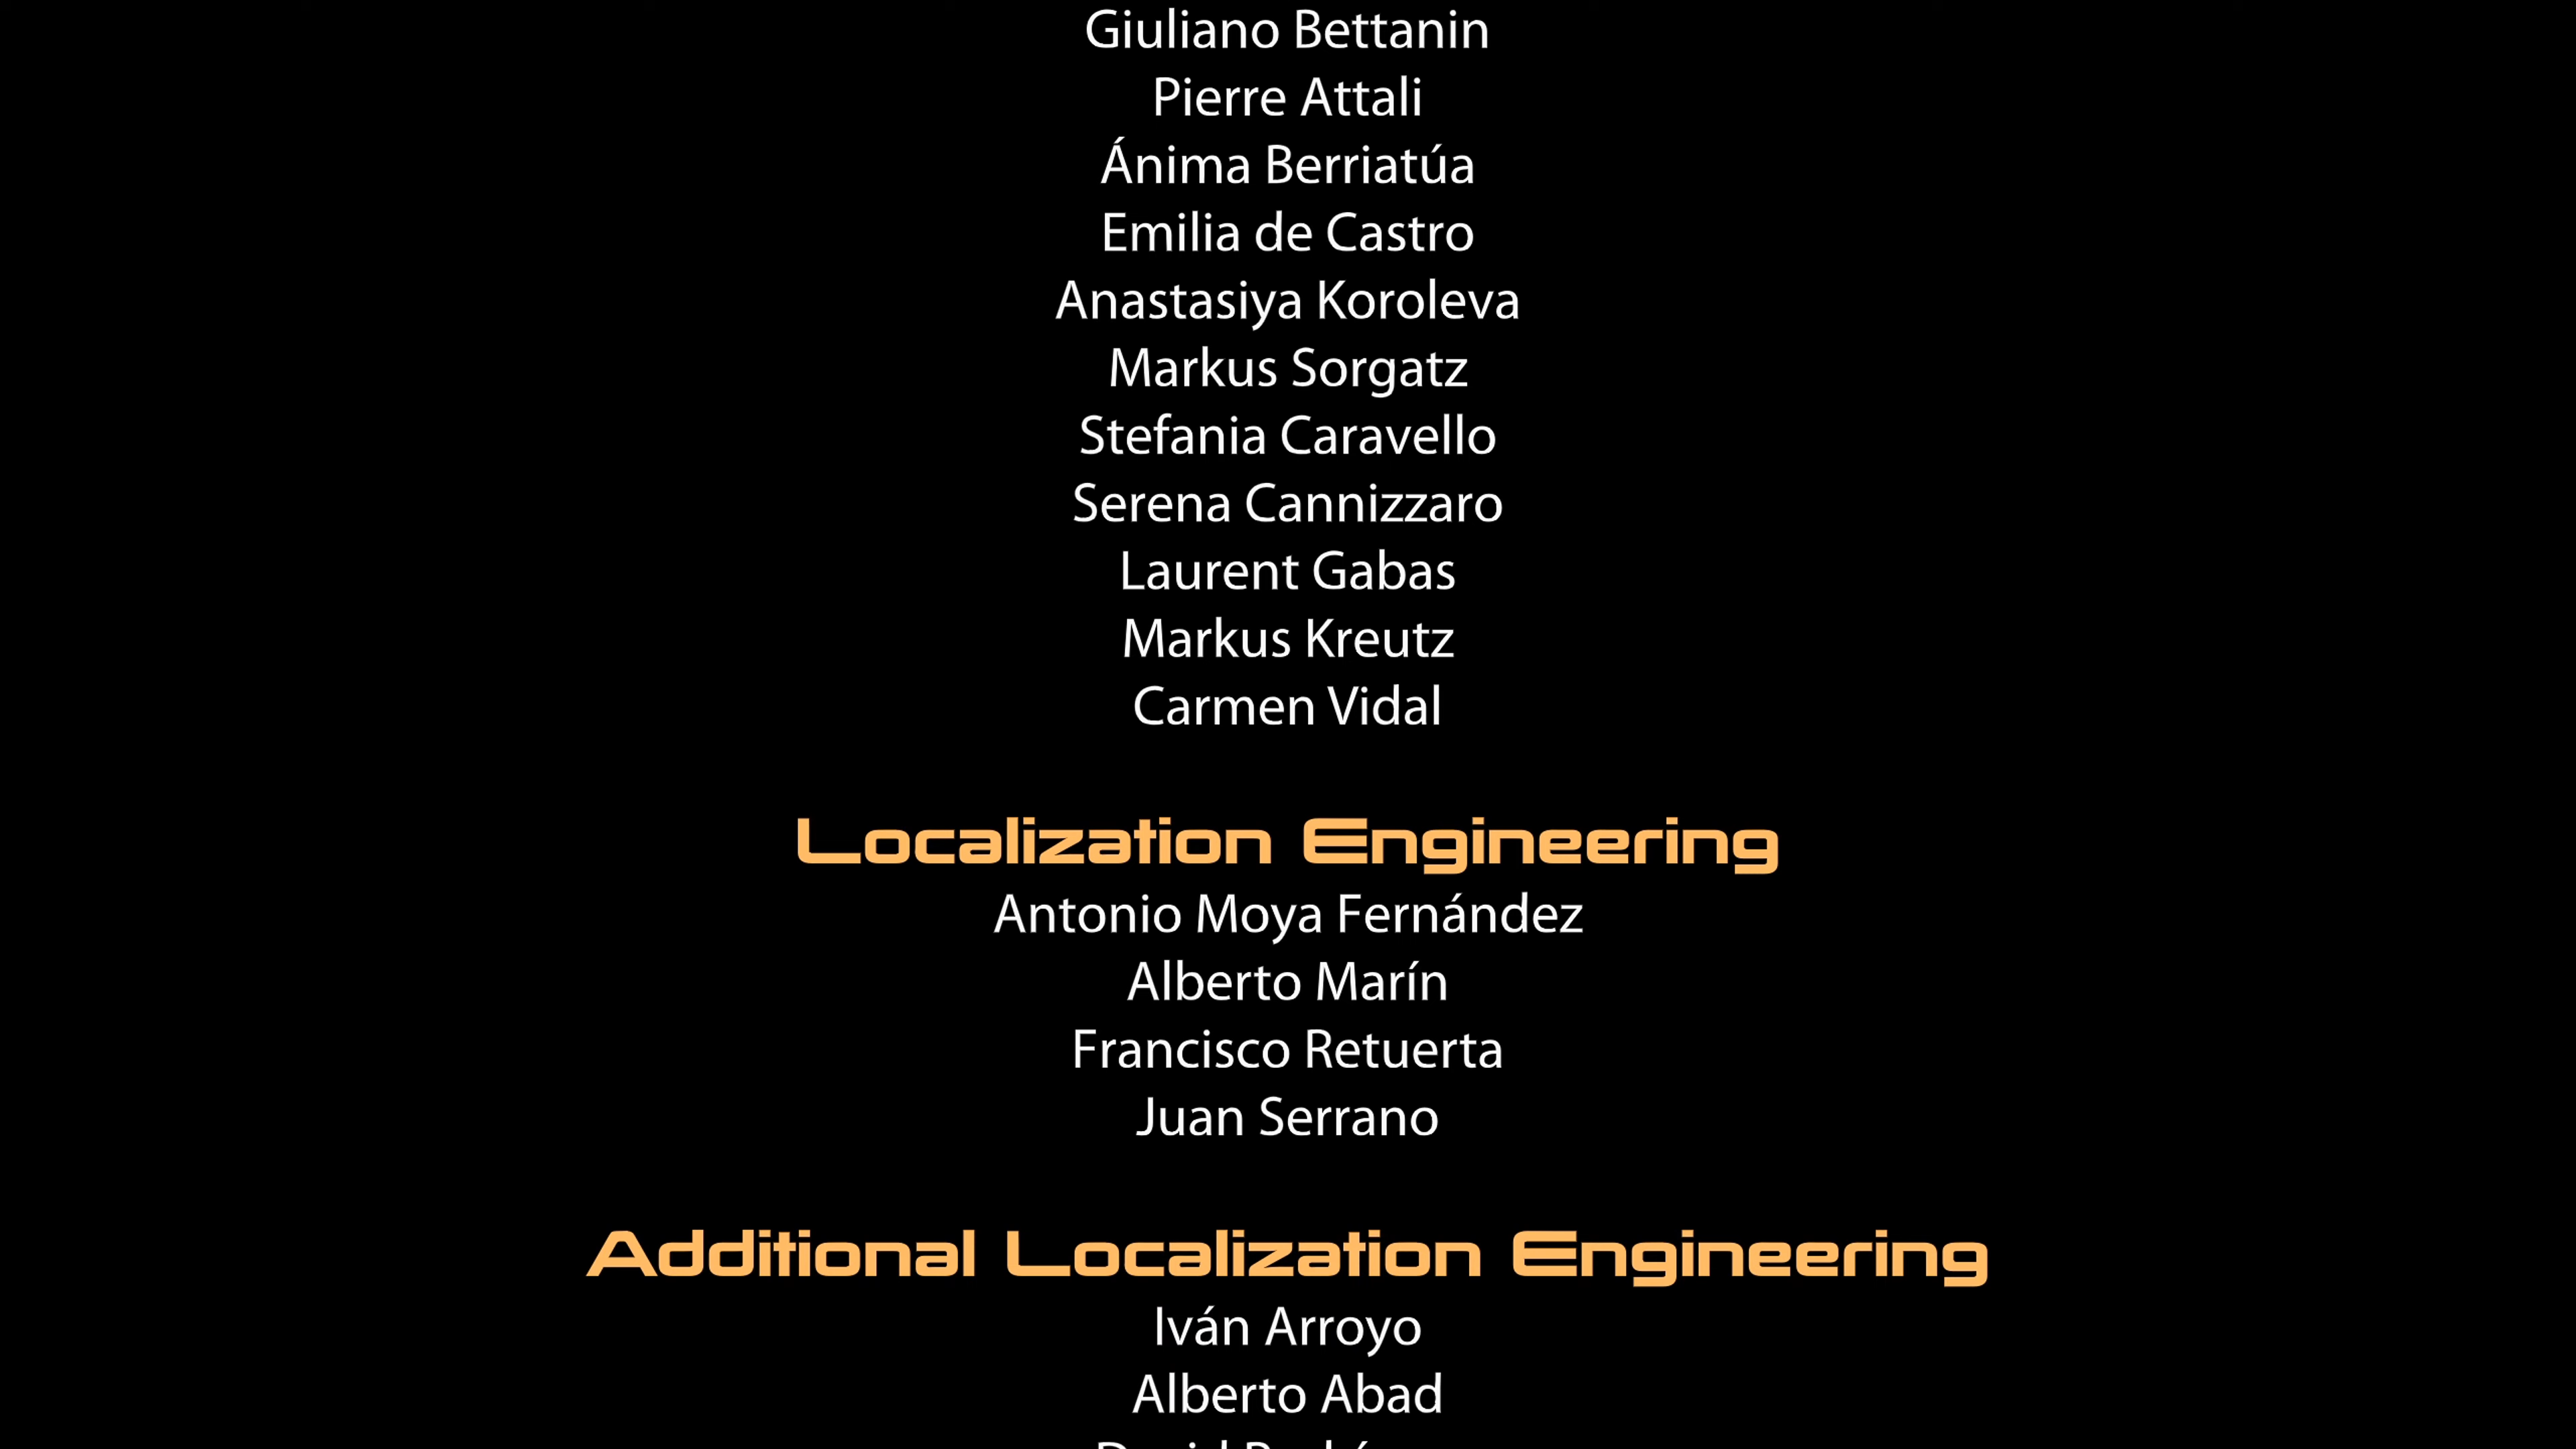 Giuliano Bettanin
Pierre Attali
Ánima Berriatúa
Emilia de Castro
Anastasiya Koroleva
Markus Sorgatz
Stefania Caravello
Serena Cannizzaro
Laurent Gabas
Markus Kreutz
Carmen Vidal
Localization Engineering
Antonio Moya Fernández
Alberto Marín
Francisco Retuerta
Juan Serrano
Additional Localization Engineering
Iván Arroyo
Alberto Abad